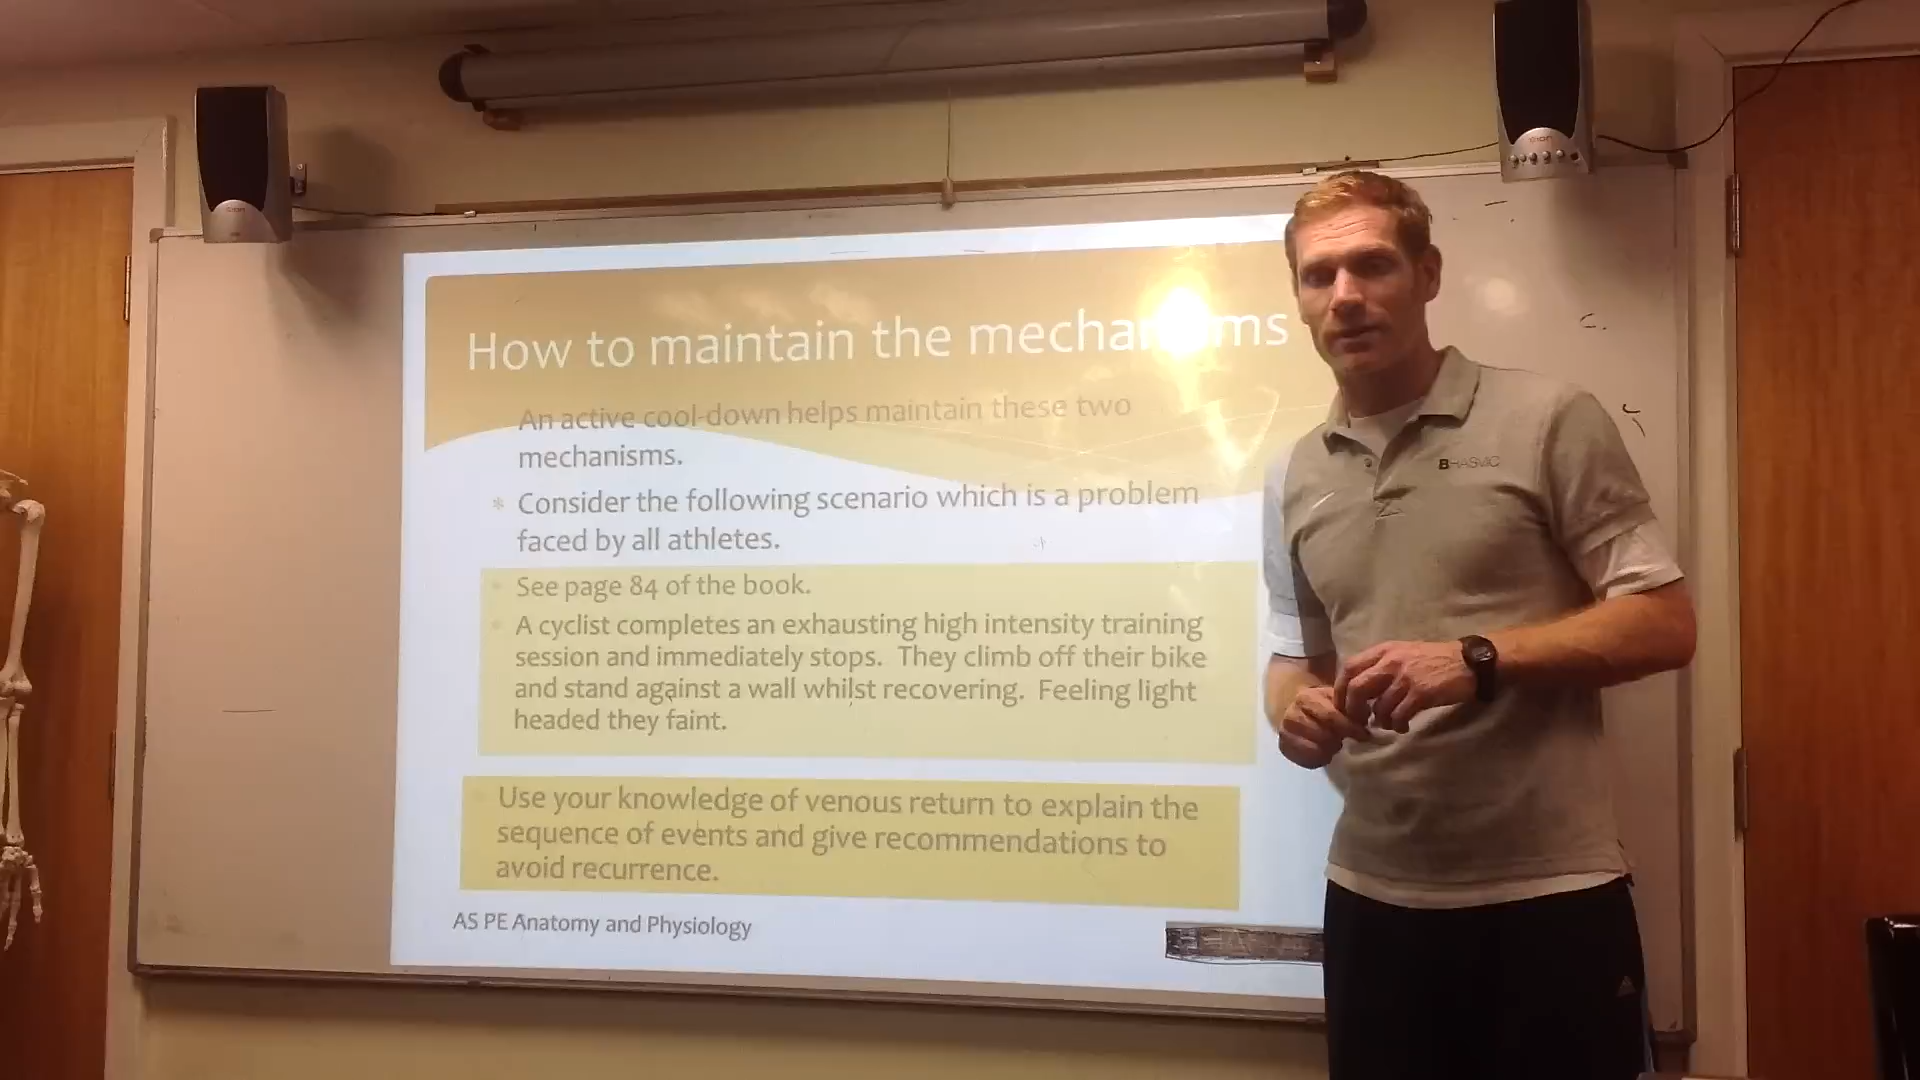 How to maintain the mechanisms
An active cool-down helps maintain these two
mechanisms.
* Consider the following scenario which is a problem
faced by all athletes.
See page 84 of the book.
A cyclist completes an exhausting high intensity training
session and immediately stops. They climb off their bike
and stand against a wall whilst recovering. Feeling light
headed they faint.
Use your knowledge of venous return to explain the
sequence of events and give recommendations to
avoid recurrence.
AS PE Anatomy and Physiology
BHASVIC